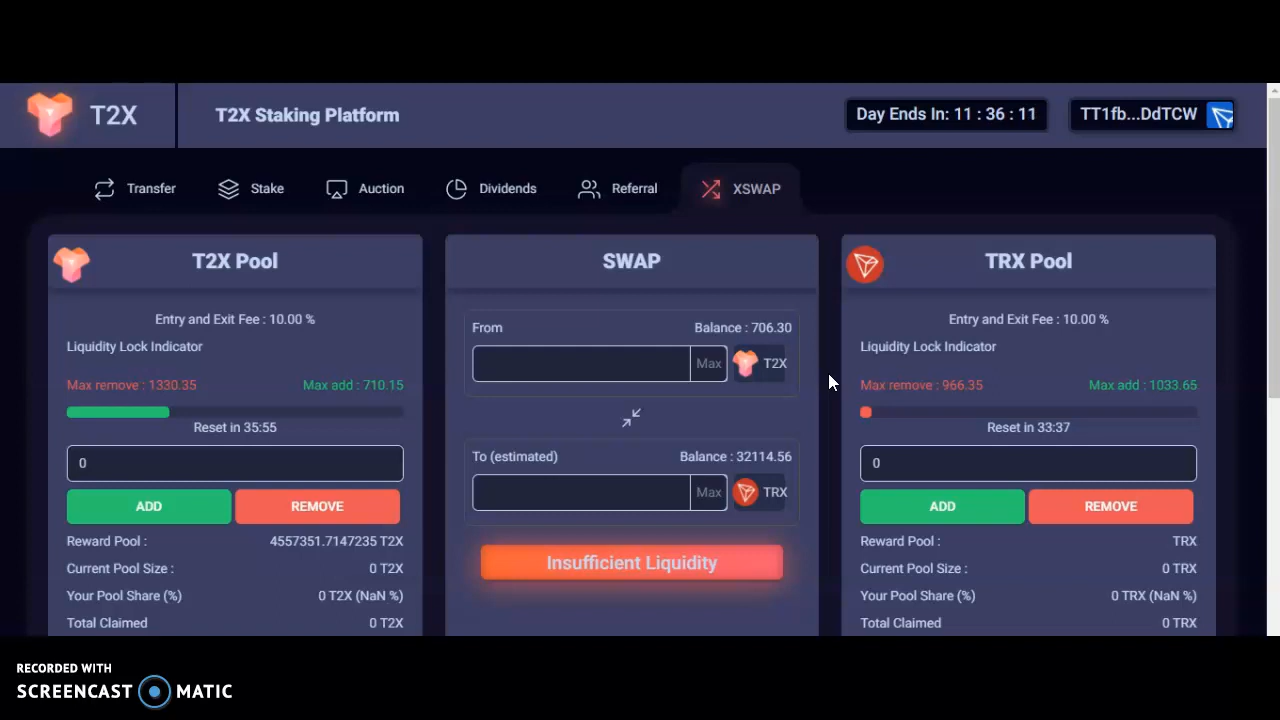 T2X
T2X Staking Platform
Day Ends In: 11 : 36 : 11
TT1fb...DdTCW
Transfer
Stake
Auction
Dividends
Referral
XSWAP
T2X Pool
Entry and Exit Fee : 10.00 %
Liquidity Lock Indicator
Max remove : 1330.35
Max add : 710.15
Reset in 35:55
0
ADD
REMOVE
Reward Pool : 4557351.7147235 T2X
Current Pool Size : 0 T2X
Your Pool Share (%) 0 T2X (NaN %)
Total Claimed 0 T2X
SWAP
From Balance : 706.30
Max T2X
To (estimated) Balance : 32114.56
Max TRX
Insufficient Liquidity
TRX Pool
Entry and Exit Fee : 10.00 %
Liquidity Lock Indicator
Max remove : 966.35
Max add : 1033.65
Reset in 33:37
0
ADD
REMOVE
Reward Pool : TRX
Current Pool Size : 0 TRX
Your Pool Share (%) 0 TRX (NaN %)
Total Claimed 0 TRX
RECORDED WITH
SCREENCAST MATIC